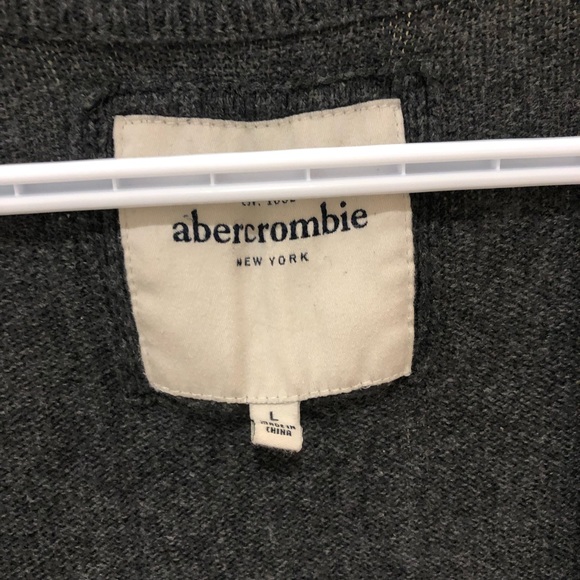 abercrombie
NEW YORK
L
MADE IN
CHINA